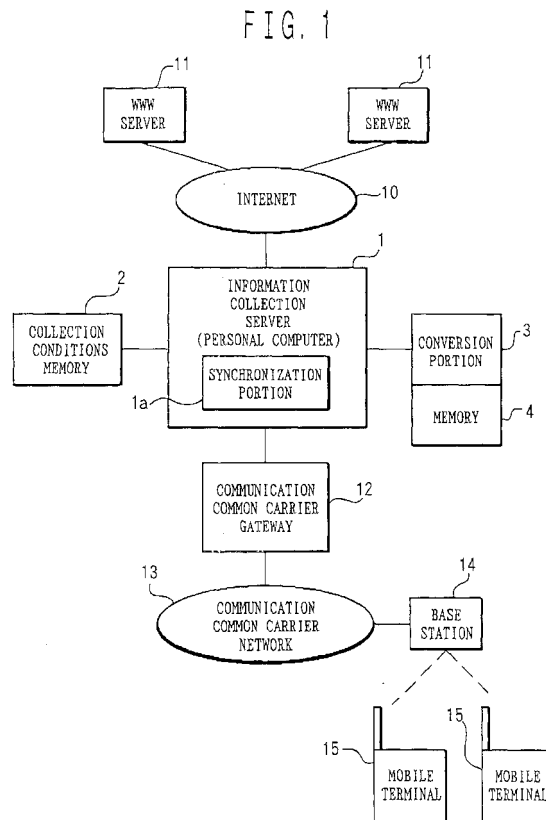 FIG. 1
11
11
WWW
SERVER
WWW
SERVER
INTERNET
10
1
2
INFORMATION
COLLECTION
SERVER
(PERSONAL COMPUTER)
COLLECTION
CONDITIONS
MEMORY
CONVERSION
PORTION
3
SYNCHRONIZATION
PORTION
1a
MEMORY
4
COMMUNICATION
COMMON CARRIER
GATEWAY
12
13
14
COMMUNICATION
COMMON CARRIER
NETWORK
BASE
STATION
15
15
MOBILE
TERMINAL
MOBILE
TERMINAL